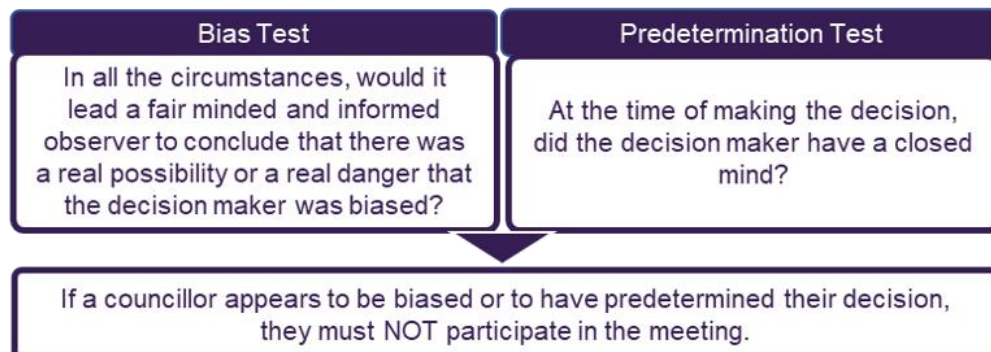 Bias Test
In all the circumstances, would it
lead a fair minded and informed
observer to conclude that there was
a real possibility or a real danger that
the decision maker was biased?
Predetermination Test
At the time of making the decision,
did the decision maker have a closed
mind?
If a councillor appears to be biased or to have predetermined their decision,
they must NOT participate in the meeting.